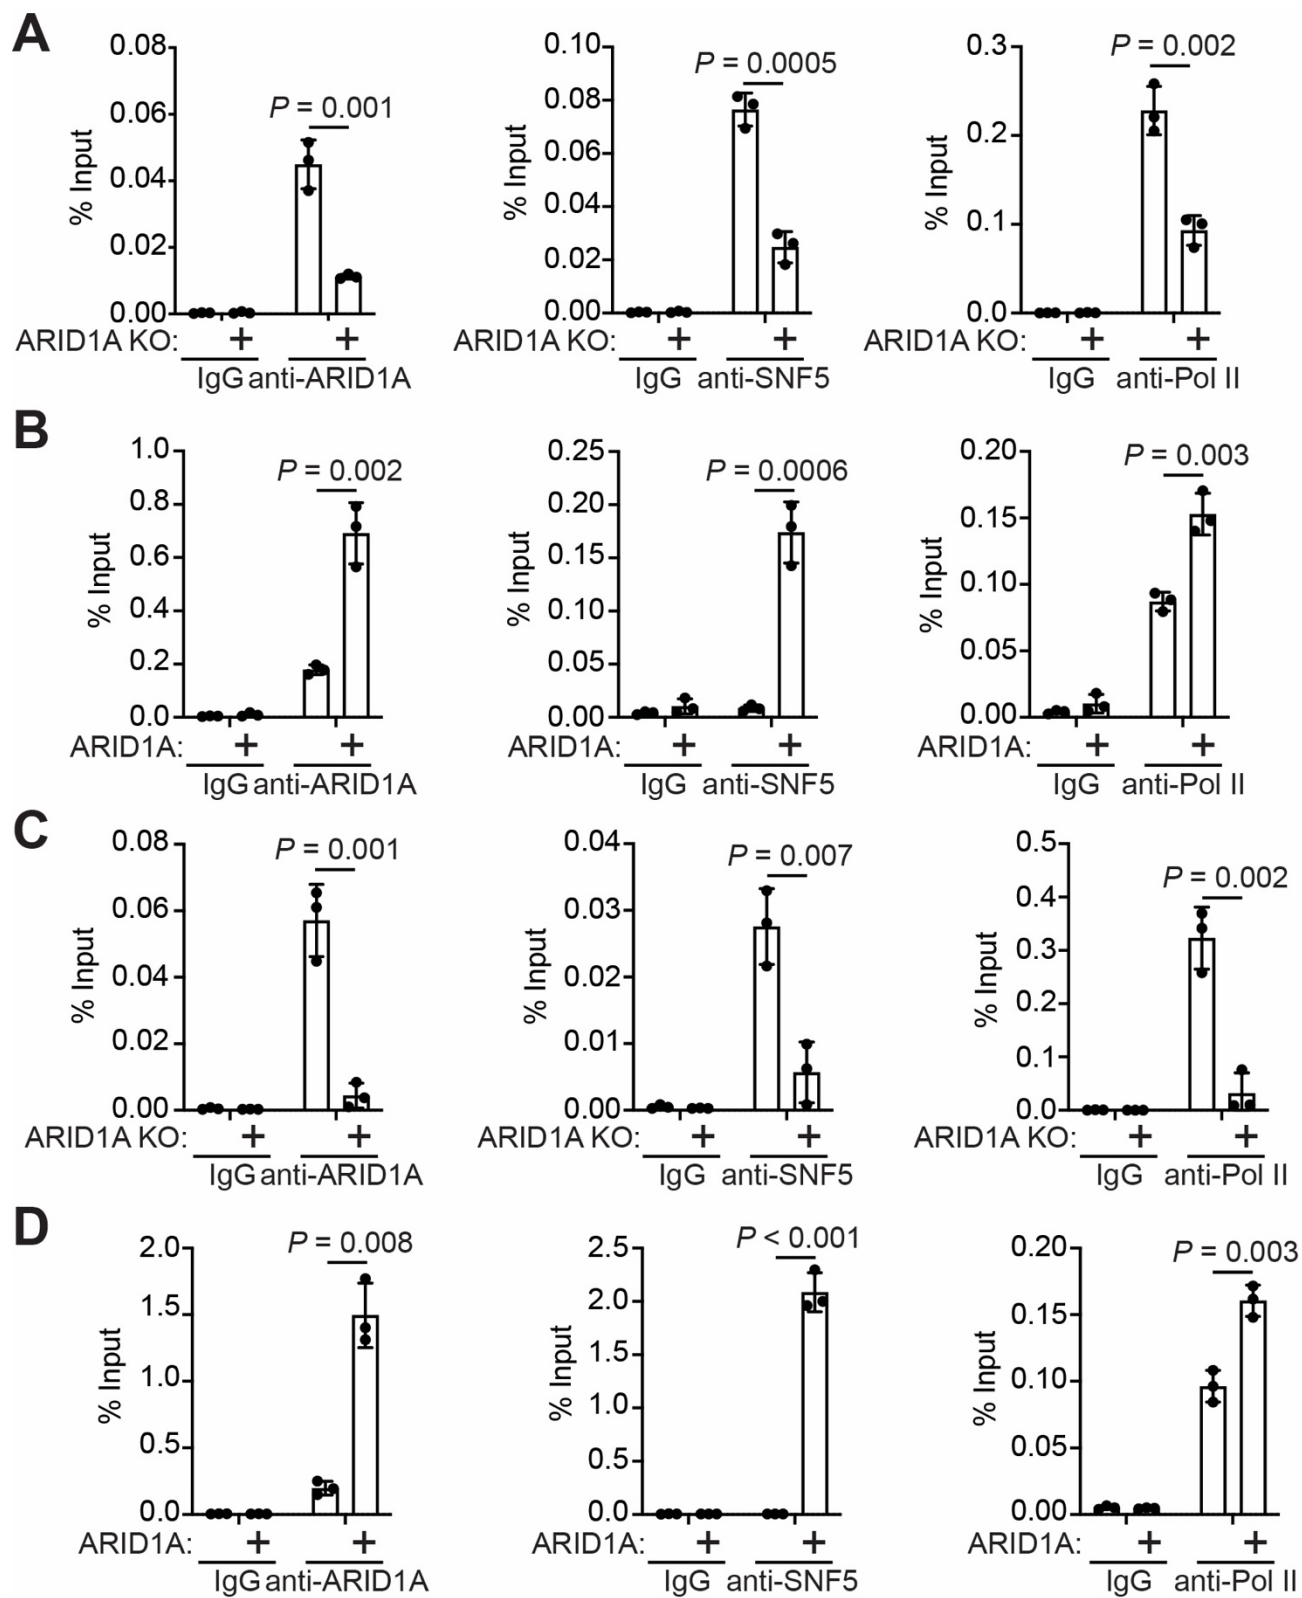 A
0.08
0.06
0.04
0.02
0.00
% Input
P = 0.001
ARID1A KO:
+
+
IgG anti-ARID1A
0.10
0.08
0.06
0.04
0.02
0.00
% Input
P = 0.0005
ARID1A KO:
+
+
IgG anti-SNF5
0.3
0.2
0.1
0.0
% Input
P = 0.002
ARID1A KO:
+
+
IgG anti-Pol II
B
1.0
0.8
0.6
0.4
0.2
0.0
% Input
P = 0.002
ARID1A:
+
+
IgG anti-ARID1A
0.25
0.20
0.15
0.10
0.05
0.00
% Input
P = 0.0006
ARID1A:
+
+
IgG anti-SNF5
0.20
0.15
0.10
0.05
0.00
% Input
P = 0.003
ARID1A:
+
+
IgG anti-Pol II
C
0.08
0.06
0.04
0.02
0.00
% Input
P = 0.001
ARID1A KO:
+
+
IgG anti-ARID1A
0.04
0.03
0.02
0.01
0.00
% Input
P = 0.007
ARID1A KO:
+
+
IgG anti-SNF5
0.5
0.4
0.3
0.2
0.1
0.0
% Input
P = 0.002
ARID1A KO:
+
+
IgG anti-Pol II
D
2.0
1.5
1.0
0.5
0.0
% Input
P = 0.008
ARID1A:
+
+
IgG anti-ARID1A
2.5
2.0
1.5
1.0
0.5
0.0
% Input
P < 0.001
ARID1A:
+
+
IgG anti-SNF5
0.20
0.15
0.10
0.05
0.00
% Input
P = 0.003
ARID1A:
+
+
IgG anti-Pol II